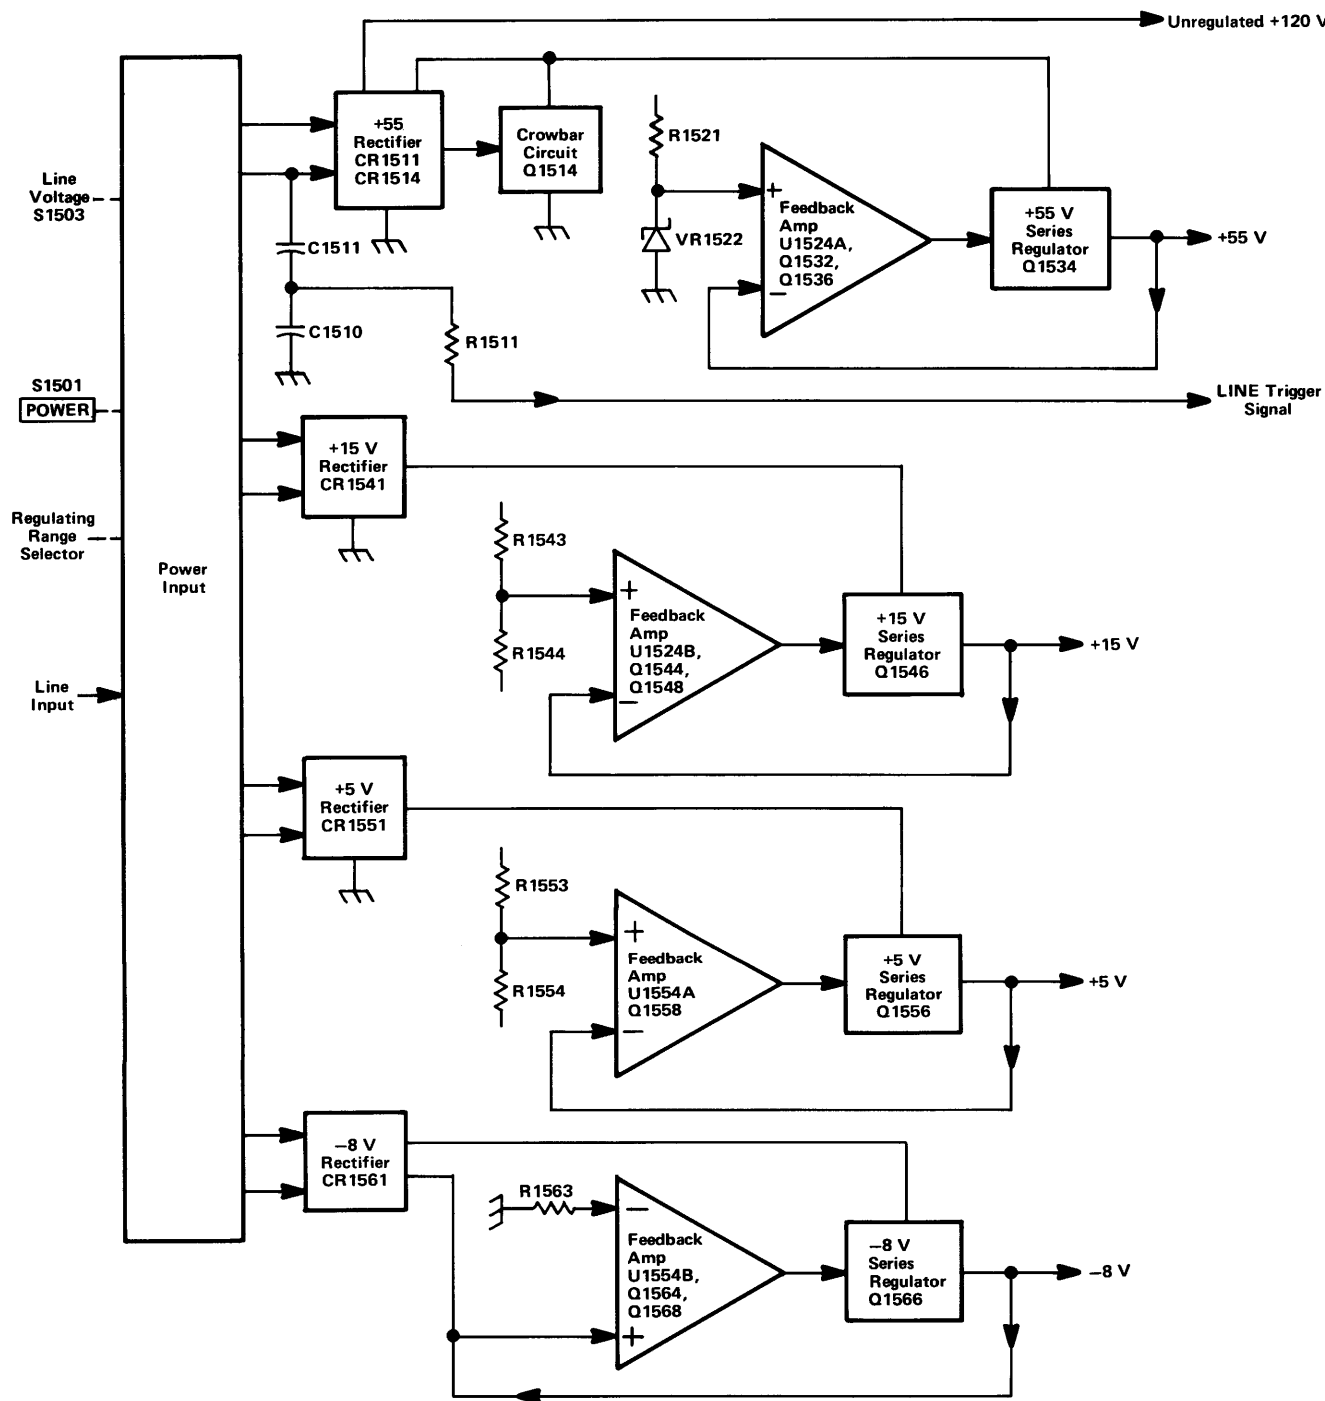 Unregulated +120 V
+55
Rectifier
CR1511
CR1514
Crowbar
Circuit
Q1514
R1521
VR1522
+
Feedback
Amp
U1524A,
Q1532,
Q1536
–
+55 V
Series
Regulator
Q1534
+55 V
Line
Voltage
S1503
C1511
C1510
R1511
LINE Trigger
Signal
S1501
POWER
Regulating
Range
Selector
Power
Input
Line
Input
+15 V
Rectifier
CR1541
R1543
R1544
+
Feedback
Amp
U1524B,
Q1544,
Q1548
–
+15 V
Series
Regulator
Q1546
+15 V
+5 V
Rectifier
CR1551
R1553
R1554
+
Feedback
Amp
U1554A
Q1558
–
+5 V
Series
Regulator
Q1556
+5 V
–8 V
Rectifier
CR1561
R1563
–
Feedback
Amp
U1554B,
Q1564,
Q1568
+
–8 V
Series
Regulator
Q1566
–8 V